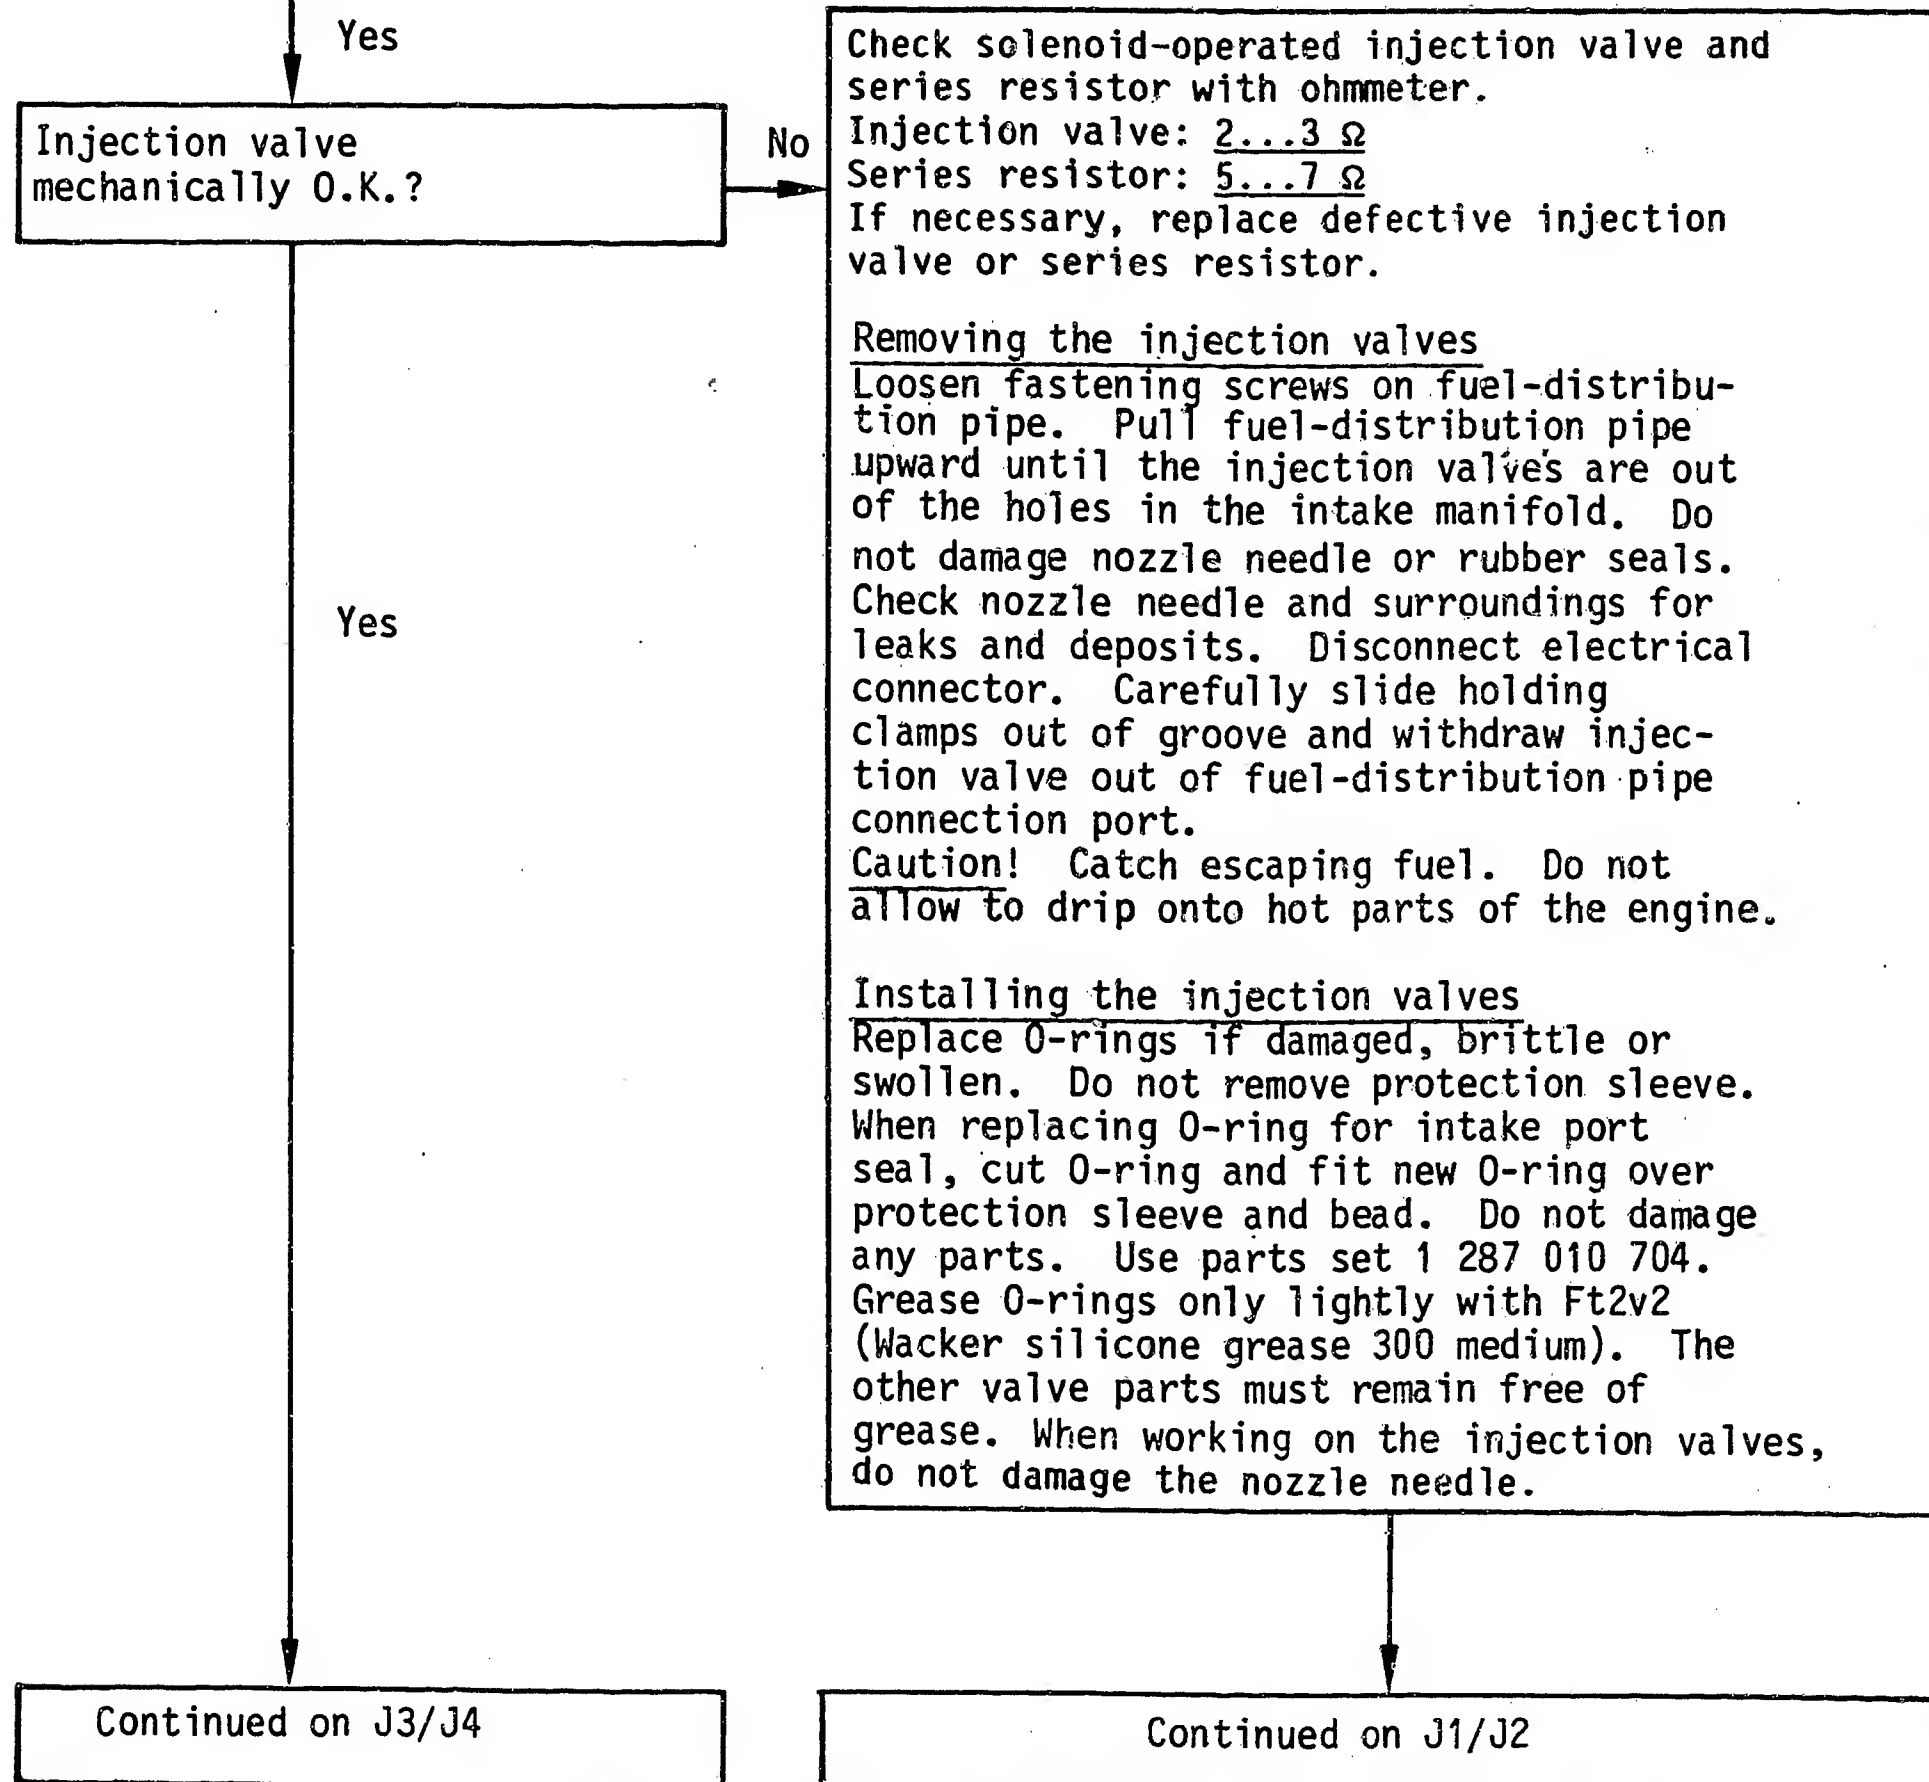 Yes
Injection valve
mechanically O.K.?
No
Check solenoid-operated injection valve and
series resistor with ohmmeter.
Injection valve: 2...3 Ω
Series resistor: 5...7 Ω
If necessary, replace defective injection
valve or series resistor.
Removing the injection valves
Loosen fastening screws on fuel-distribu-
tion pipe. Pull fuel-distribution pipe
upward until the injection valves are out
of the holes in the intake manifold. Do
not damage nozzle needle or rubber seals.
Check nozzle needle and surroundings for
leaks and deposits. Disconnect electrical
connector. Carefully slide holding
clamps out of groove and withdraw injec-
tion valve out of fuel-distribution pipe
connection port.
Caution! Catch escaping fuel. Do not
allow to drip onto hot parts of the engine.
Installing the injection valves
Replace O-rings if damaged, brittle or
swollen. Do not remove protection sleeve.
When replacing O-ring for intake port
seal, cut O-ring and fit new O-ring over
protection sleeve and bead. Do not damage
any parts. Use parts set 1 287 010 704.
Grease O-rings only lightly with Ft2v2
(Wacker silicone grease 300 medium). The
other valve parts must remain free of
grease. When working on the injection valves,
do not damage the nozzle needle.
Yes
Continued on J3/J4
Continued on J1/J2